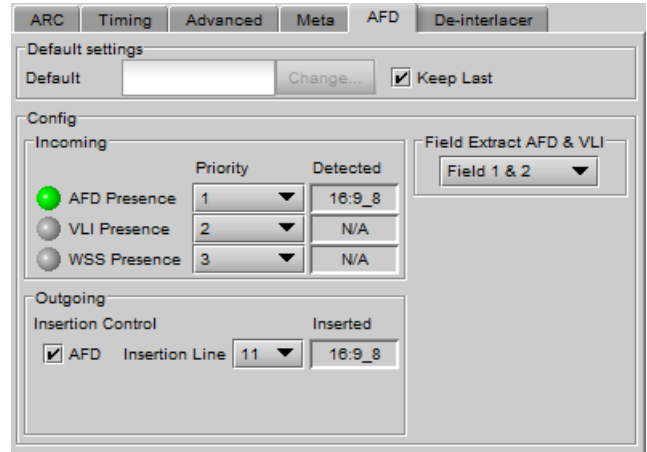 ARC Timing Advanced Meta AFD De-interlacer
Default settings
Default Change... Keep Last
Config
Incoming Field Extract AFD & VLI
Priority Detected Field 1 & 2
AFD Presence 1 16:9_8
VLI Presence 2 N/A
WSS Presence 3 N/A
Outgoing
Insertion Control Inserted
AFD Insertion Line 11 16:9_8